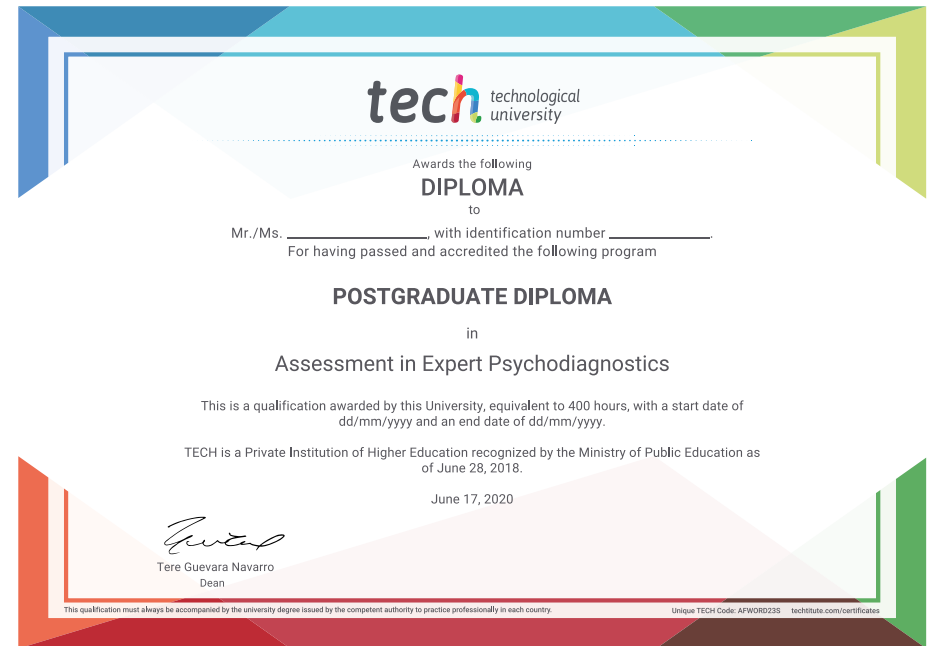 tech technological
university
Awards the following
DIPLOMA
to
Mr./Ms. ____________________, with identification number ______________.
For having passed and accredited the following program
POSTGRADUATE DIPLOMA
in
Assessment in Expert Psychodiagnostics
This is a qualification awarded by this University, equivalent to 400 hours, with a start date of
dd/mm/yyyy and an end date of dd/mm/yyyy.
TECH is a Private Institution of Higher Education recognized by the Ministry of Public Education as
of June 28, 2018.
June 17, 2020
Tere Guevara Navarro
Dean
This qualification must always be accompanied by the university degree issued by the competent authority to practice professionally in each country.
Unique TECH Code: AFWORD23S techtitute.com/certificates